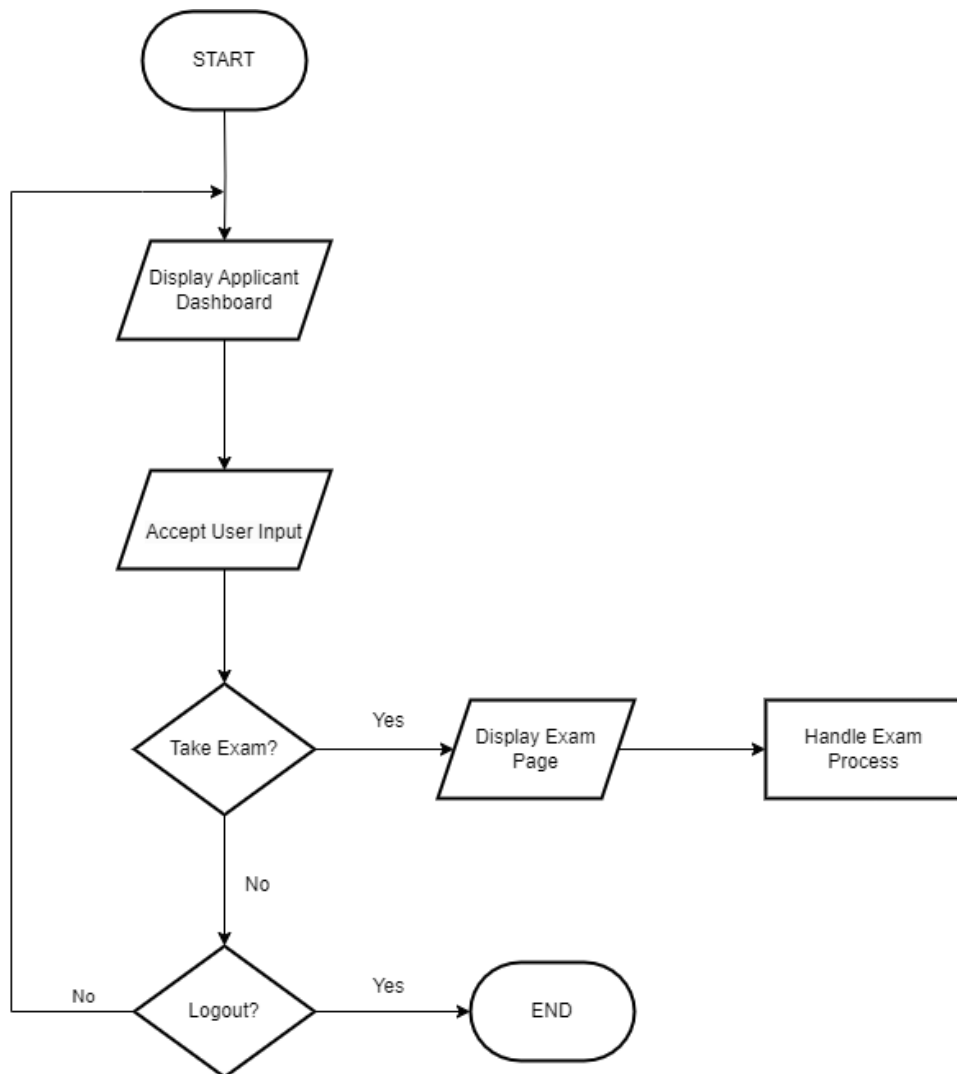 START
Display Applicant
Dashboard
Accept User Input
Take Exam?
Yes
Display Exam
Page
Handle Exam
Process
No
Logout?
No
Yes
END